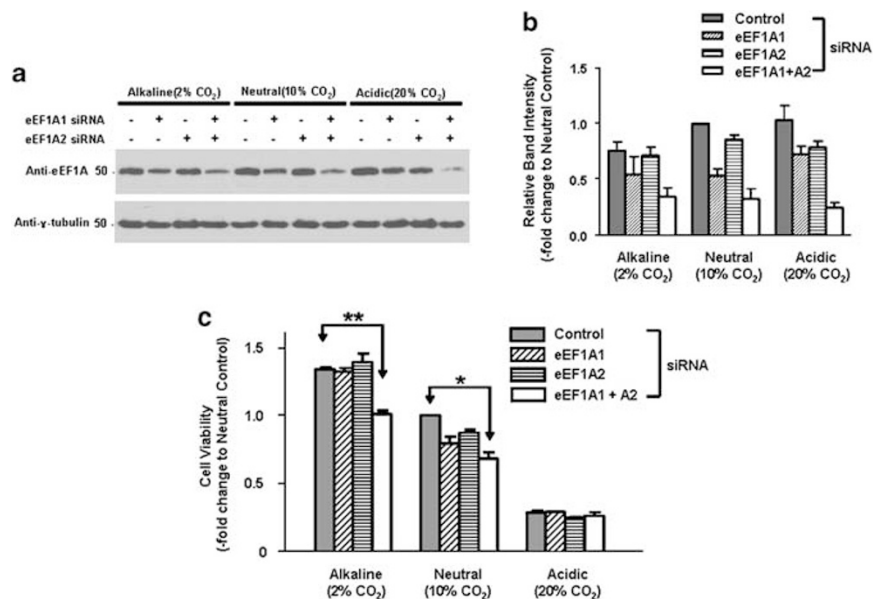 a
Alkaline(2% CO₂) Neutral(10% CO₂) Acidic(20% CO₂)
eEF1A1 siRNA - + - + - + - + - + - +
eEF1A2 siRNA - - + + - - + + - - + +
Anti-eEF1A 50
Anti-γ-tubulin 50
b
Control
eEF1A1
eEF1A2
eEF1A1+A2
siRNA
Relative Band Intensity
(-fold change to Neutral Control)
1.5
1.0
0.5
0.0
Alkaline
(2% CO₂)
Neutral
(10% CO₂)
Acidic
(20% CO₂)
c
Control
eEF1A1
eEF1A2
eEF1A1 + A2
siRNA
Cell Viability
(-fold change to Neutral Control)
1.5
1.0
0.5
0
**
*
Alkaline
(2% CO₂)
Neutral
(10% CO₂)
Acidic
(20% CO₂)